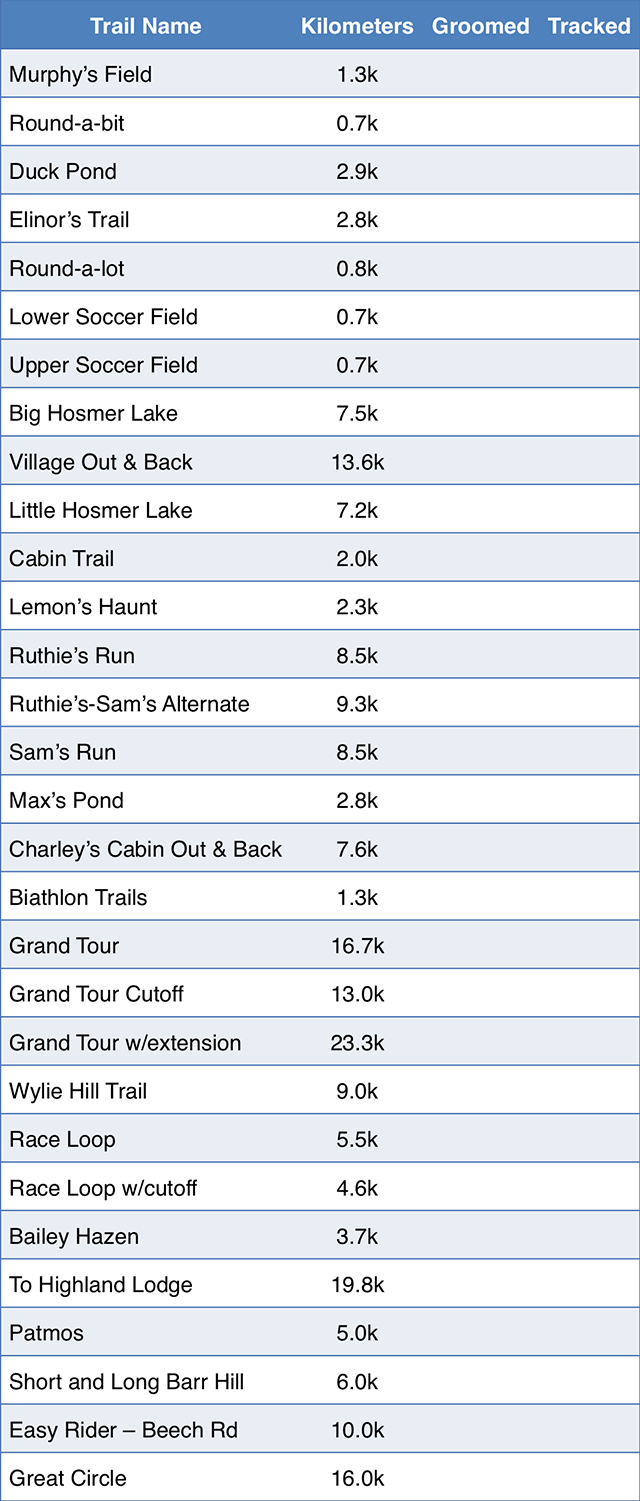 Trail Name Kilometers Groomed Tracked
Murphy’s Field 1.3k
Round-a-bit 0.7k
Duck Pond 2.9k
Elinor’s Trail 2.8k
Round-a-lot 0.8k
Lower Soccer Field 0.7k
Upper Soccer Field 0.7k
Big Hosmer Lake 7.5k
Village Out & Back 13.6k
Little Hosmer Lake 7.2k
Cabin Trail 2.0k
Lemon’s Haunt 2.3k
Ruthie’s Run 8.5k
Ruthie’s-Sam’s Alternate 9.3k
Sam’s Run 8.5k
Max’s Pond 2.8k
Charley’s Cabin Out & Back 7.6k
Biathlon Trails 1.3k
Grand Tour 16.7k
Grand Tour Cutoff 13.0k
Grand Tour w/extension 23.3k
Wylie Hill Trail 9.0k
Race Loop 5.5k
Race Loop w/cutoff 4.6k
Bailey Hazen 3.7k
To Highland Lodge 19.8k
Patmos 5.0k
Short and Long Barr Hill 6.0k
Easy Rider – Beech Rd 10.0k
Great Circle 16.0k